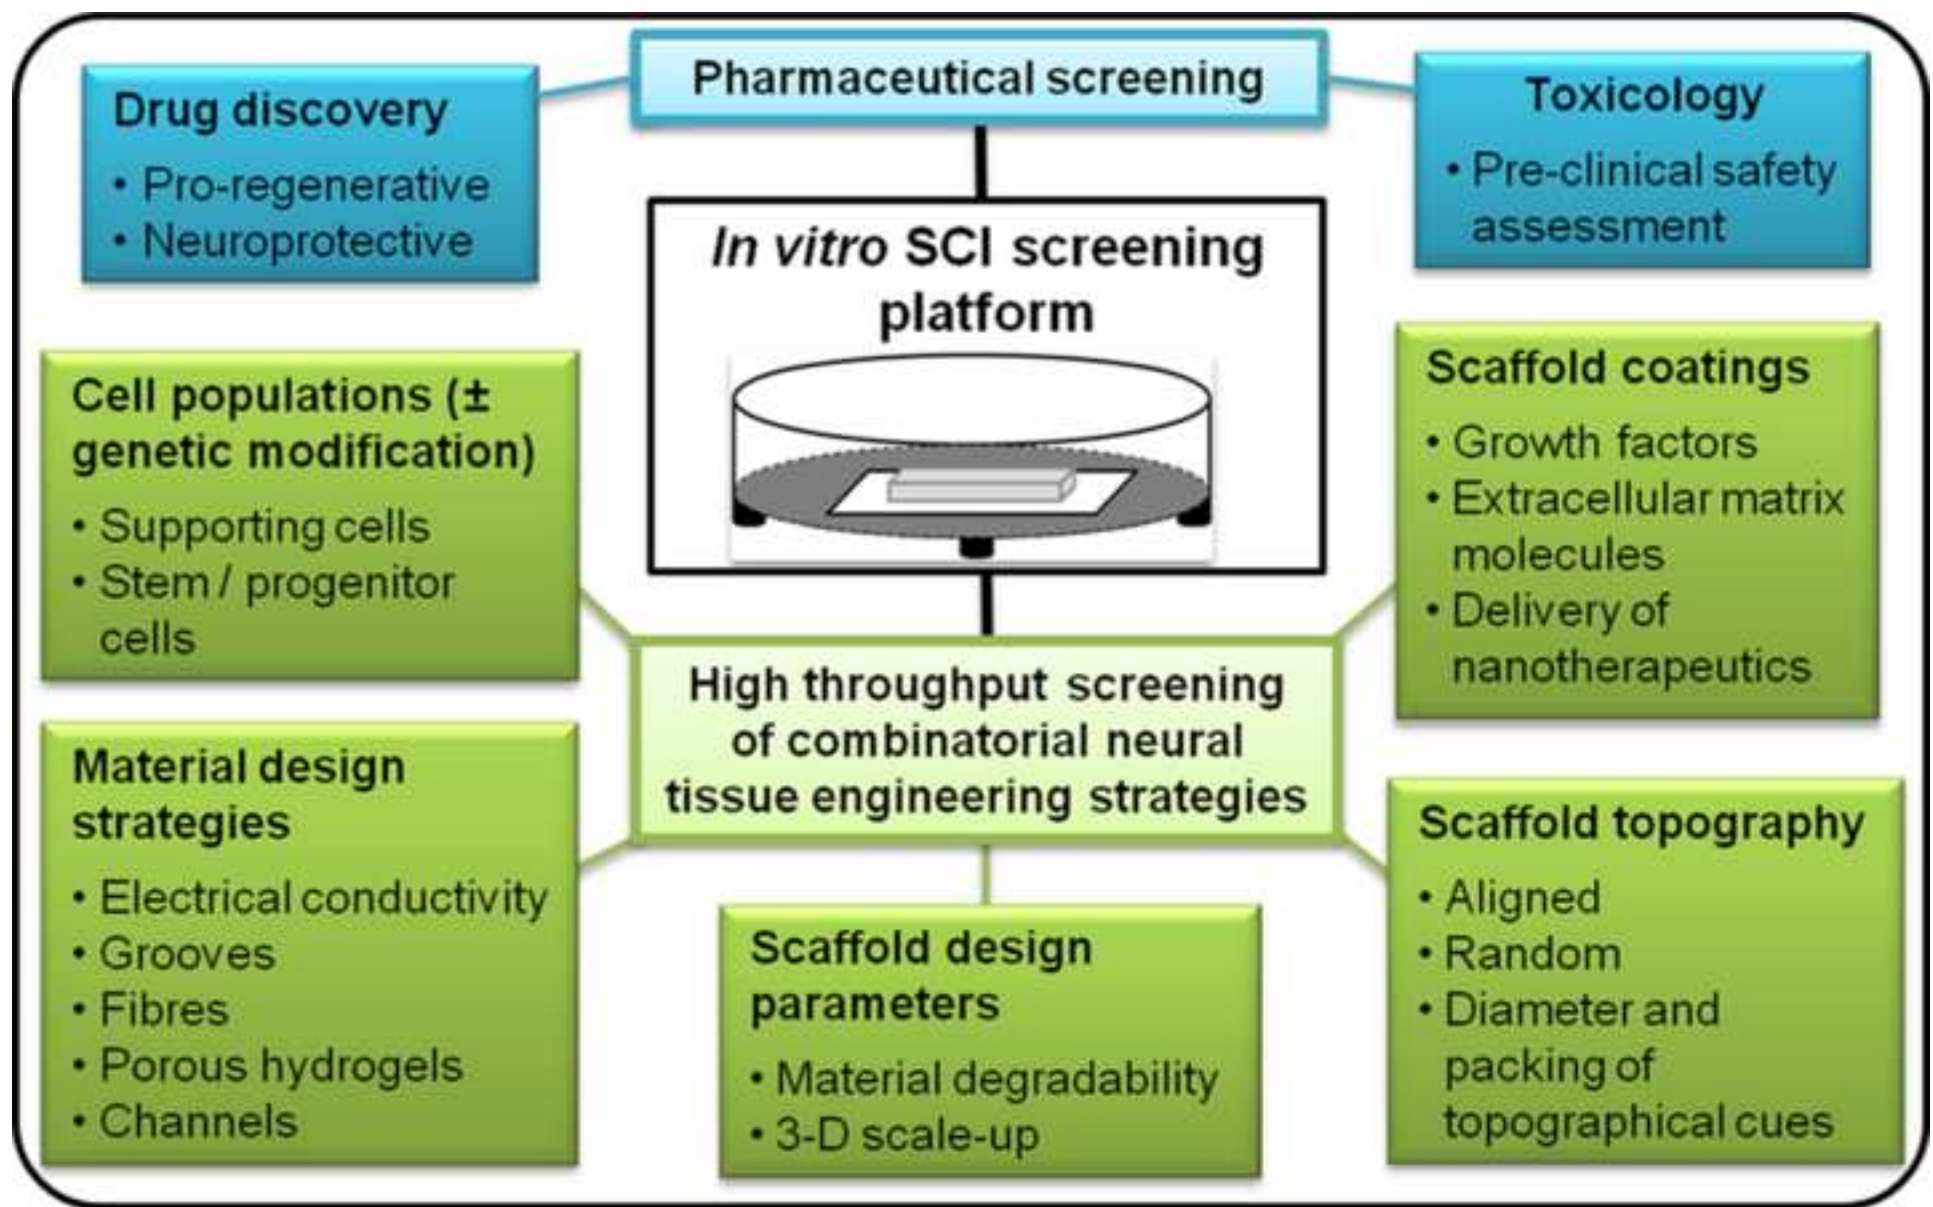 Pharmaceutical screening
Drug discovery
• Pro-regenerative
• Neuroprotective
Toxicology
• Pre-clinical safety
assessment
In vitro SCI screening
platform
Cell populations (±
genetic modification)
• Supporting cells
• Stem / progenitor
cells
Scaffold coatings
• Growth factors
• Extracellular matrix
molecules
• Delivery of
nanotherapeutics
High throughput screening
of combinatorial neural
tissue engineering strategies
Material design
strategies
• Electrical conductivity
• Grooves
• Fibres
• Porous hydrogels
• Channels
Scaffold design
parameters
• Material degradability
• 3-D scale-up
Scaffold topography
• Aligned
• Random
• Diameter and
packing of
topographical cues